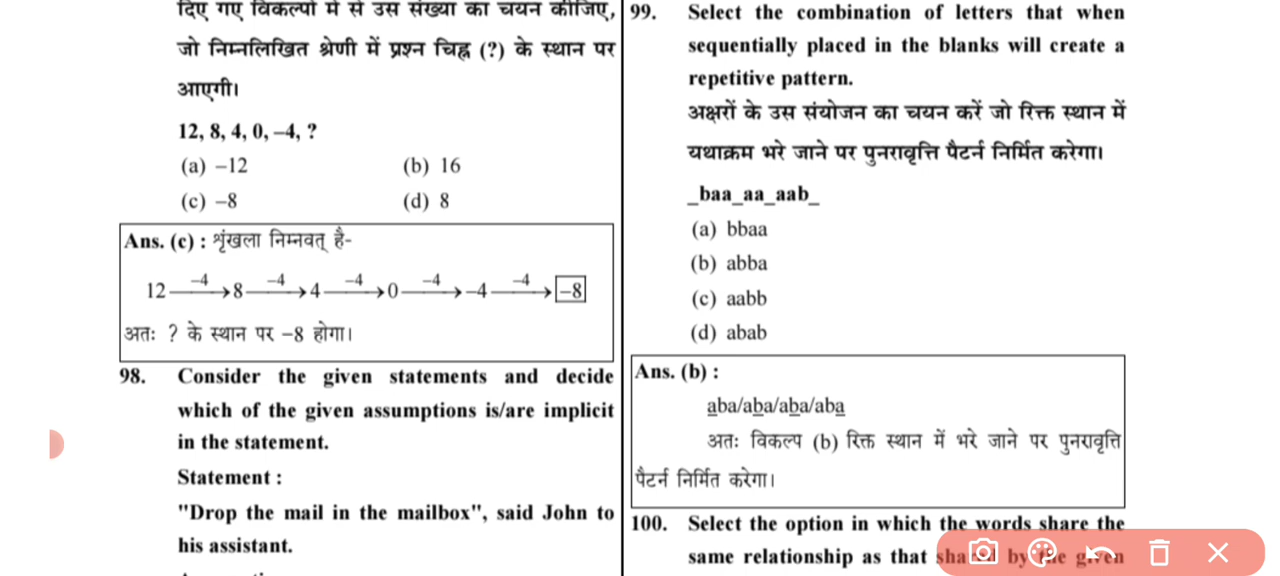 दिए गए विकल्पों में से उस संख्या का चयन कीजिए,
जो निम्नलिखित श्रेणी में प्रश्न चिह्न (?) के स्थान पर
आएगी।
12, 8, 4, 0, –4, ?
(a) –12 (b) 16
(c) –8 (d) 8
Ans. (c) : शृंखला निम्नवत् है-
12 –4→ 8 –4→ 4 –4→ 0 –4→ –4 –4→ –8
अतः ? के स्थान पर –8 होगा।
98. Consider the given statements and decide
which of the given assumptions is/are implicit
in the statement.
Statement :
"Drop the mail in the mailbox", said John to
his assistant.
99. Select the combination of letters that when
sequentially placed in the blanks will create a
repetitive pattern.
अक्षरों के उस संयोजन का चयन करें जो रिक्त स्थान में
यथाक्रम भरे जाने पर पुनरावृत्ति पैटर्न निर्मित करेगा।
_baa_aa_aab_
(a) bbaa
(b) abba
(c) aabb
(d) abab
Ans. (b) :
aba/aba/aba/aba
अतः विकल्प (b) रिक्त स्थान में भरे जाने पर पुनरावृत्ति
पैटर्न निर्मित करेगा।
100. Select the option in which the words share the
same relationship as that shared by the given